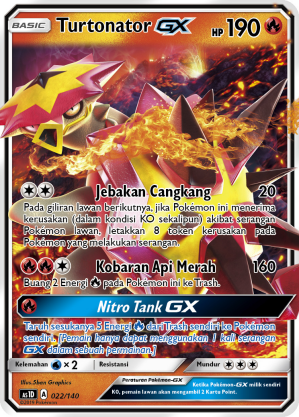 BASIC Turtonator GX HP 190
Jebakan Cangkang 20
Pada giliran lawan berikutnya, jika Pokémon ini menerima
kerusakan (dalam kondisi KO sekalipun) akibat serangan
Pokémon lawan, letakkan 8 token kerusakan pada
Pokémon yang melakukan serangan.
Kobaran Api Merah 160
Buang 2 Energi pada Pokémon ini ke Trash.
Nitro Tank GX
Taruh sesukanya 5 Energi dari Trash sendiri ke Pokémon
sendiri. [Pemain hanya dapat menggunakan 1 kali serangan
GX dalam sebuah permainan.]
Kelemahan ×2 Resistansi Mundur
Illus. 5ban Graphics
Peraturan Pokémon-GX
Ketika Pokémon-GX milik sendiri
KO, pemain lawan akan mengambil 2 Kartu Point.
AS1D A 022/140